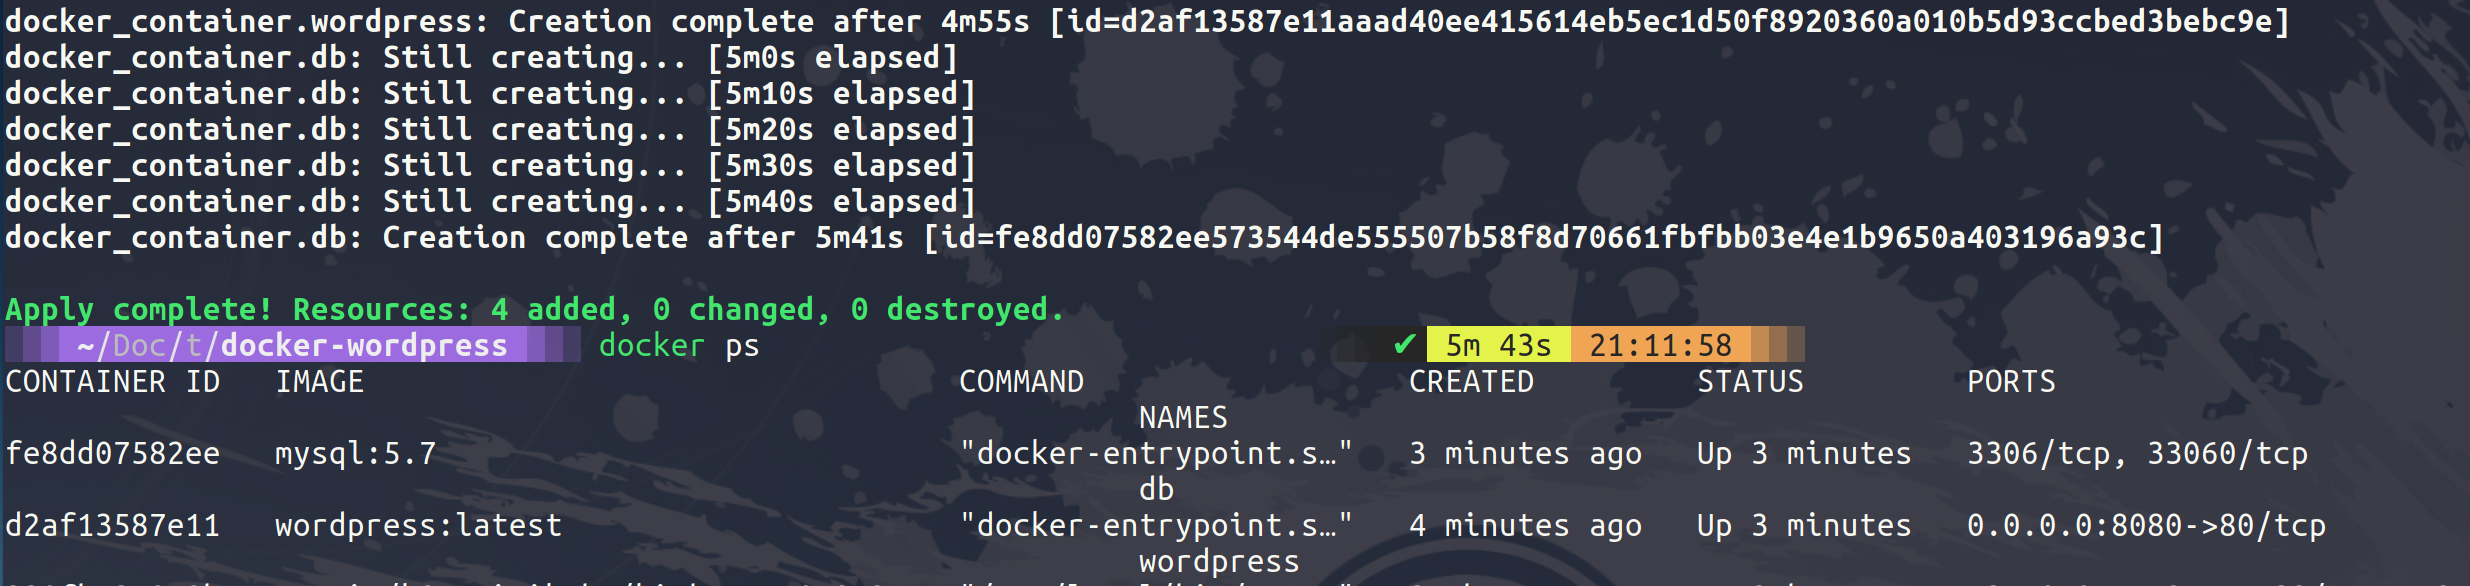 docker_container.wordpress: Creation complete after 4m55s [id=d2af13587e11aaad40ee415614eb5ec1d50f8920360a010b5d93ccbed3bebc9e]
docker_container.db: Still creating... [5m0s elapsed]
docker_container.db: Still creating... [5m10s elapsed]
docker_container.db: Still creating... [5m20s elapsed]
docker_container.db: Still creating... [5m30s elapsed]
docker_container.db: Still creating... [5m40s elapsed]
docker_container.db: Creation complete after 5m41s [id=fe8dd07582ee573544de555507b58f8d70661fbfbb03e4e1b9650a403196a93c]
Apply complete! Resources: 4 added, 0 changed, 0 destroyed.
~/Doc/t/docker-wordpress docker ps ✔ 5m 43s 21:11:58
CONTAINER ID IMAGE COMMAND CREATED STATUS PORTS
NAMES
fe8dd07582ee mysql:5.7 "docker-entrypoint.s…" 3 minutes ago Up 3 minutes 3306/tcp, 33060/tcp
db
d2af13587e11 wordpress:latest "docker-entrypoint.s…" 4 minutes ago Up 3 minutes 0.0.0.0:8080->80/tcp
wordpress